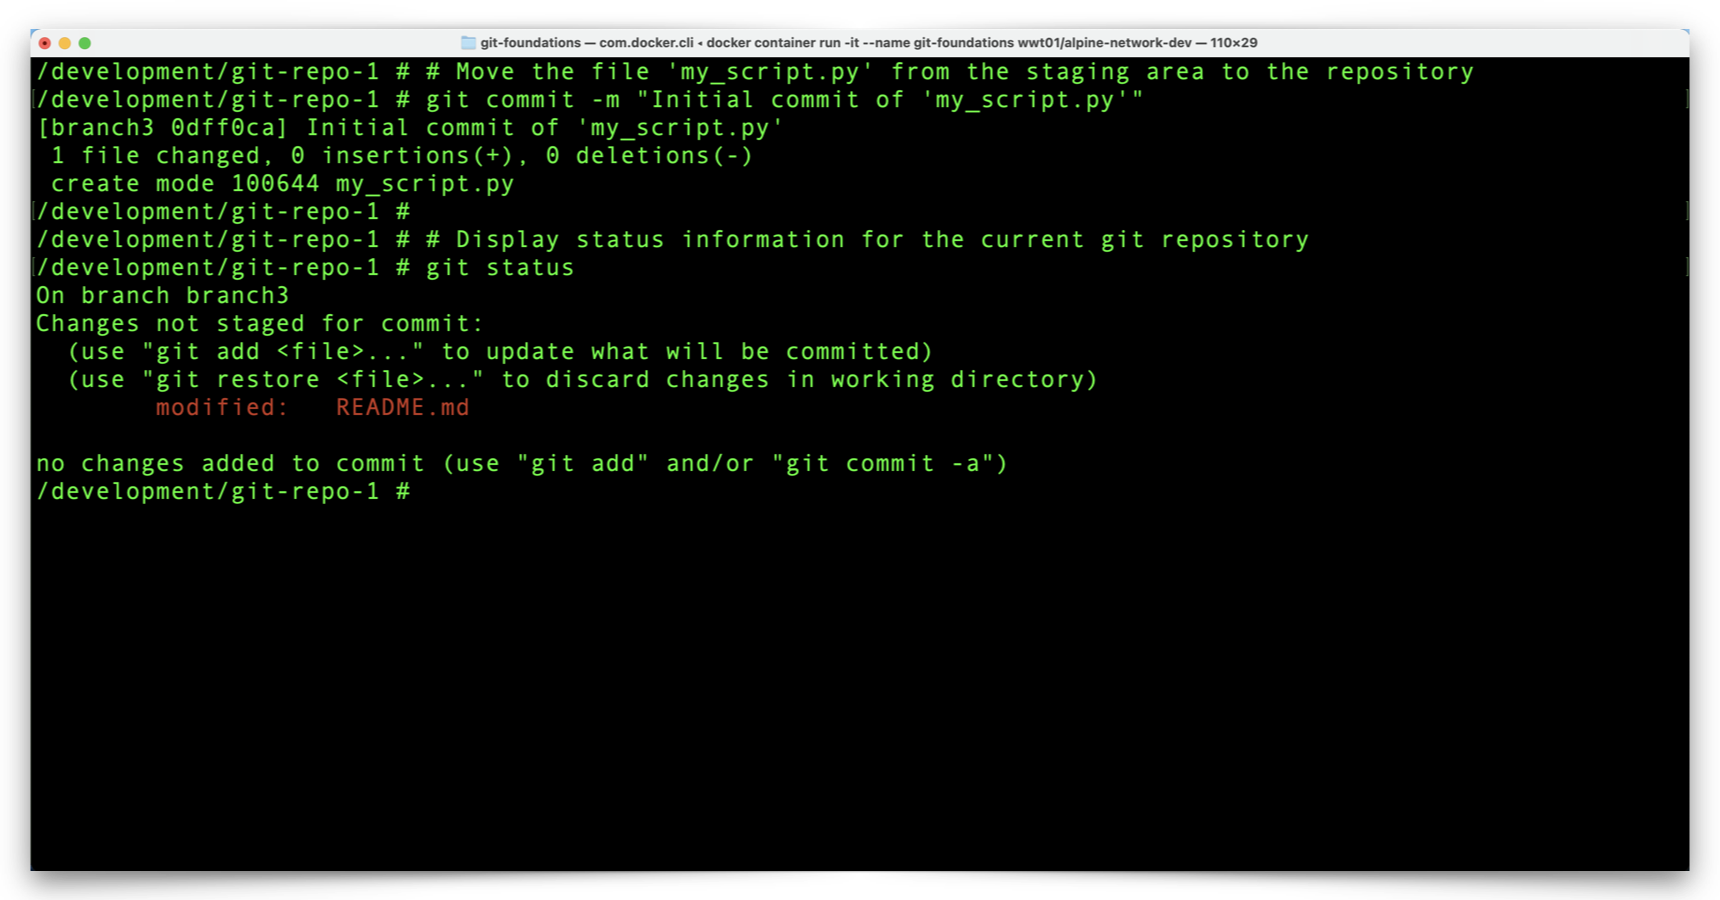 git-foundations — com.docker.cli ◂ docker container run -it --name git-foundations wwt01/alpine-network-dev — 110×29
/development/git-repo-1 # # Move the file 'my_script.py' from the staging area to the repository
/development/git-repo-1 # git commit -m "Initial commit of 'my_script.py'"
[branch3 0dff0ca] Initial commit of 'my_script.py'
 1 file changed, 0 insertions(+), 0 deletions(-)
 create mode 100644 my_script.py
/development/git-repo-1 #
/development/git-repo-1 # # Display status information for the current git repository
/development/git-repo-1 # git status
On branch branch3
Changes not staged for commit:
  (use "git add <file>..." to update what will be committed)
  (use "git restore <file>..." to discard changes in working directory)
        modified:   README.md

no changes added to commit (use "git add" and/or "git commit -a")
/development/git-repo-1 #